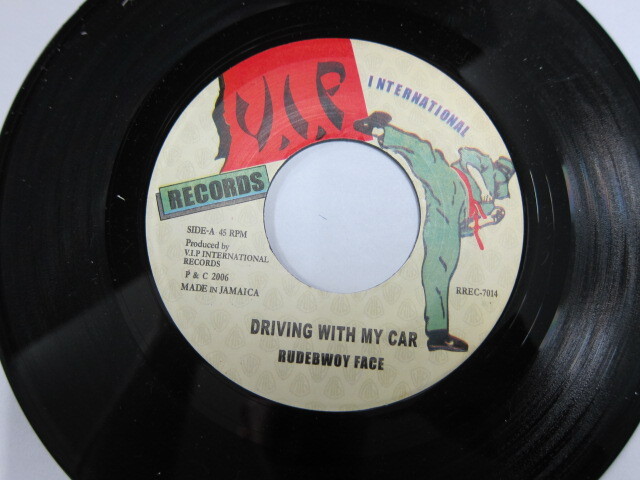 V.I.P
INTERNATIONAL
RECORDS
SIDE-A 45 RPM
Produced by
V.I.P INTERNATIONAL
RECORDS
P & C 2006
MADE IN JAMAICA
RREC-7014
DRIVING WITH MY CAR
RUDEBWOY FACE